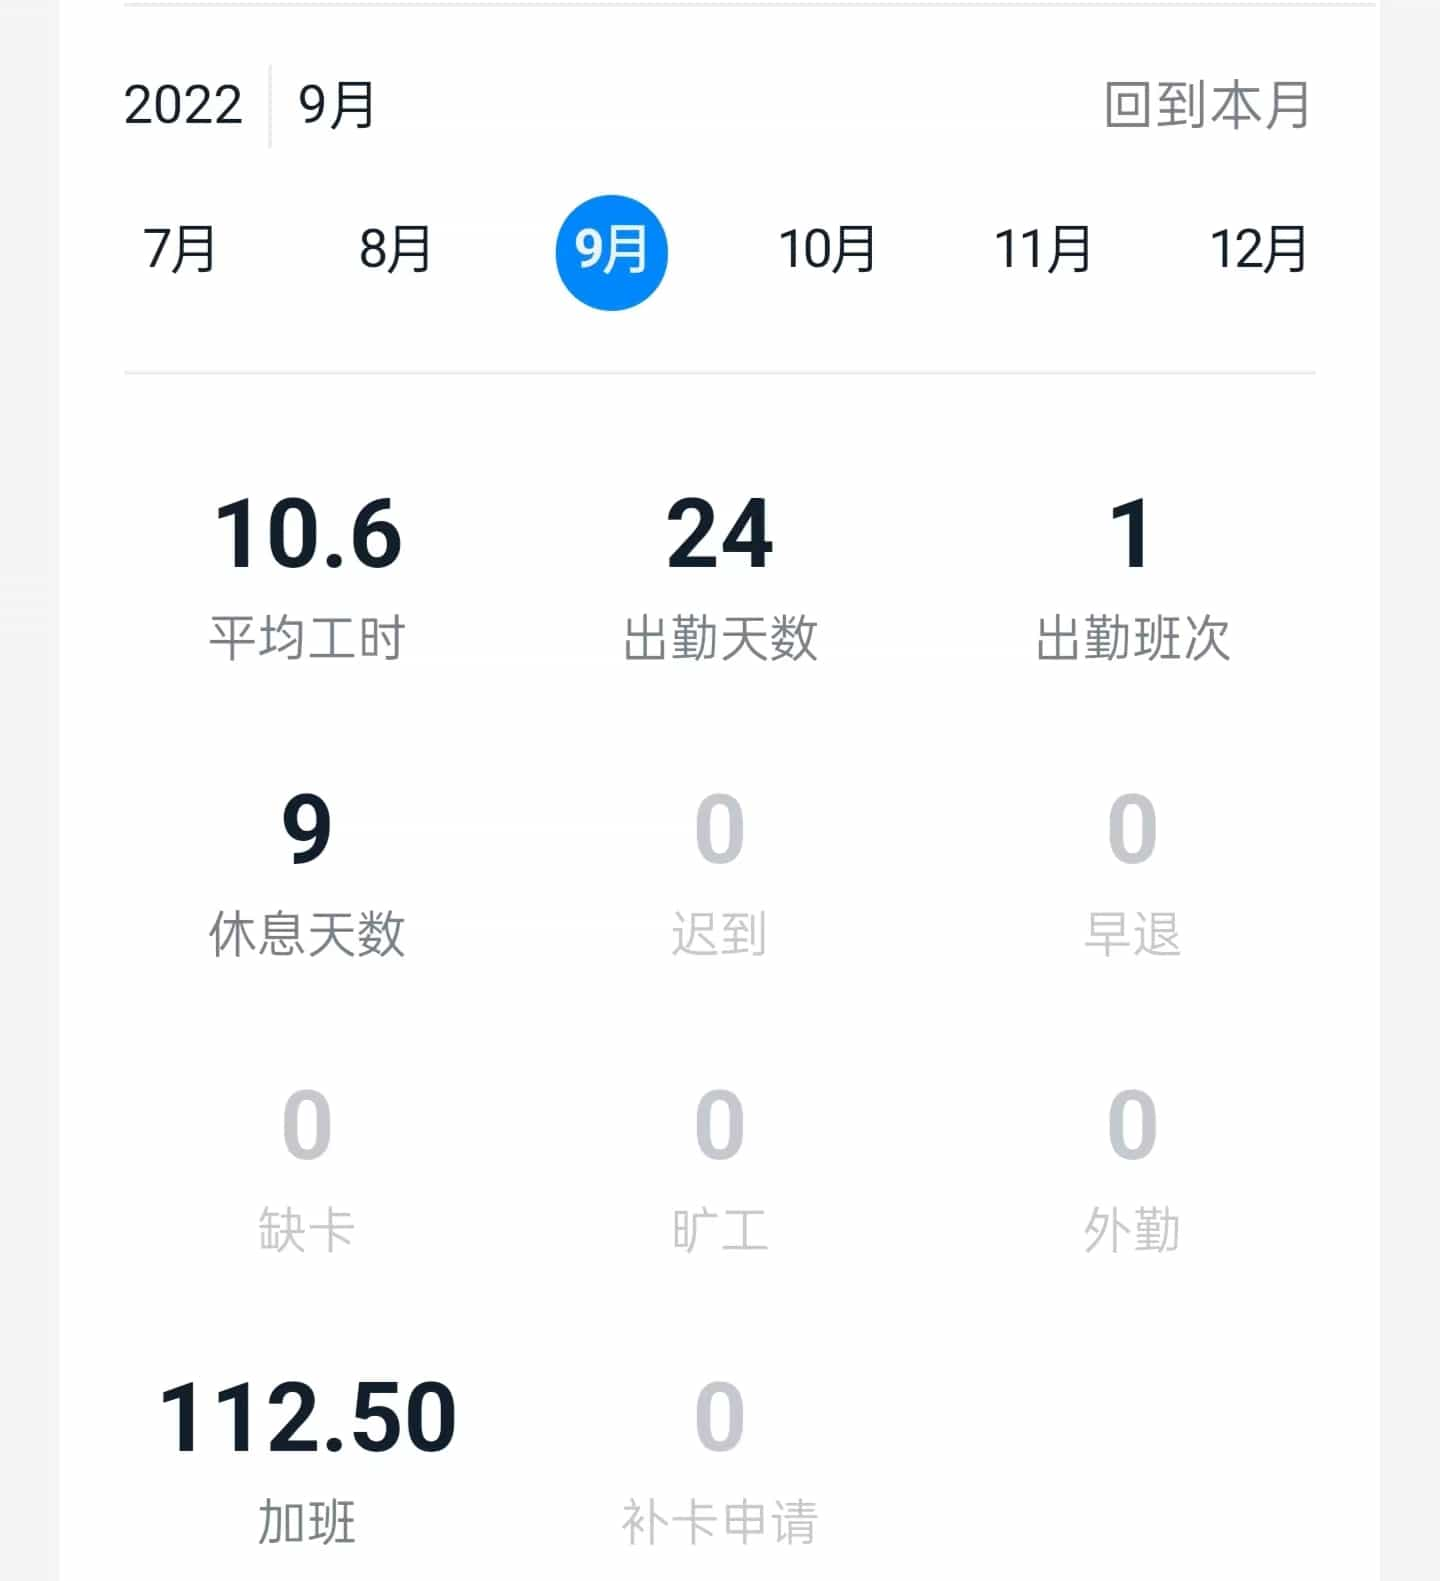 2022 9月 回到本月
7月 8月 9月 10月 11月 12月
10.6 24 1
平均工时 出勤天数 出勤班次
9 0 0
休息天数 迟到 早退
0 0 0
缺卡 旷工 外勤
112.50 0
加班 补卡申请